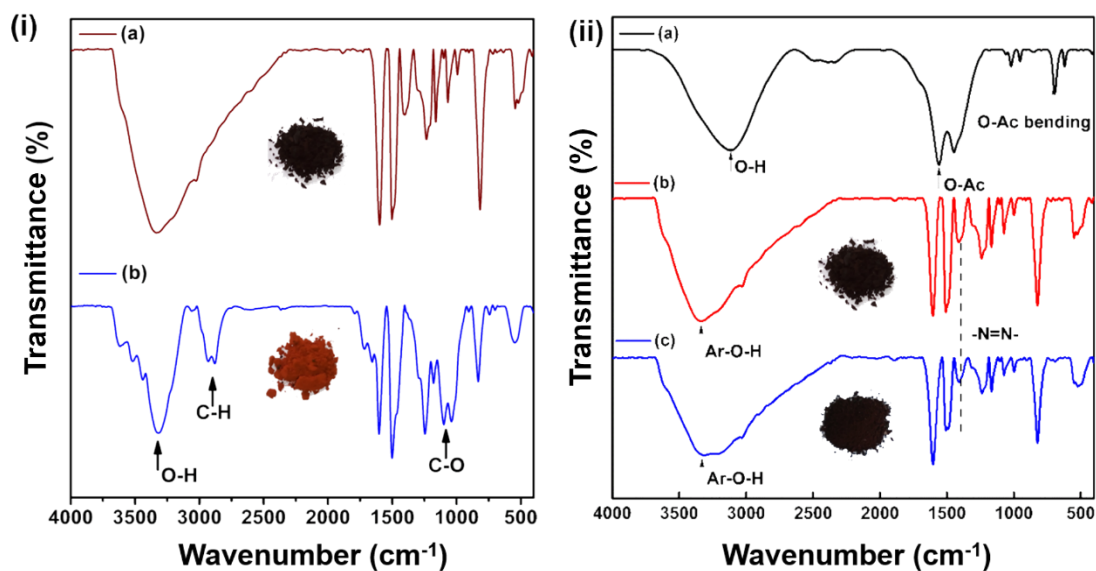 (i)
(a)
(b)
O-H
C-H
C-O
Transmittance (%)
4000 3500 3000 2500 2000 1500 1000 500
Wavenumber (cm-1)
(ii)
(a)
O-H
O-Ac
O-Ac bending
(b)
Ar-O-H
-N=N-
(c)
Ar-O-H
Transmittance (%)
4000 3500 3000 2500 2000 1500 1000 500
Wavenumber (cm-1)